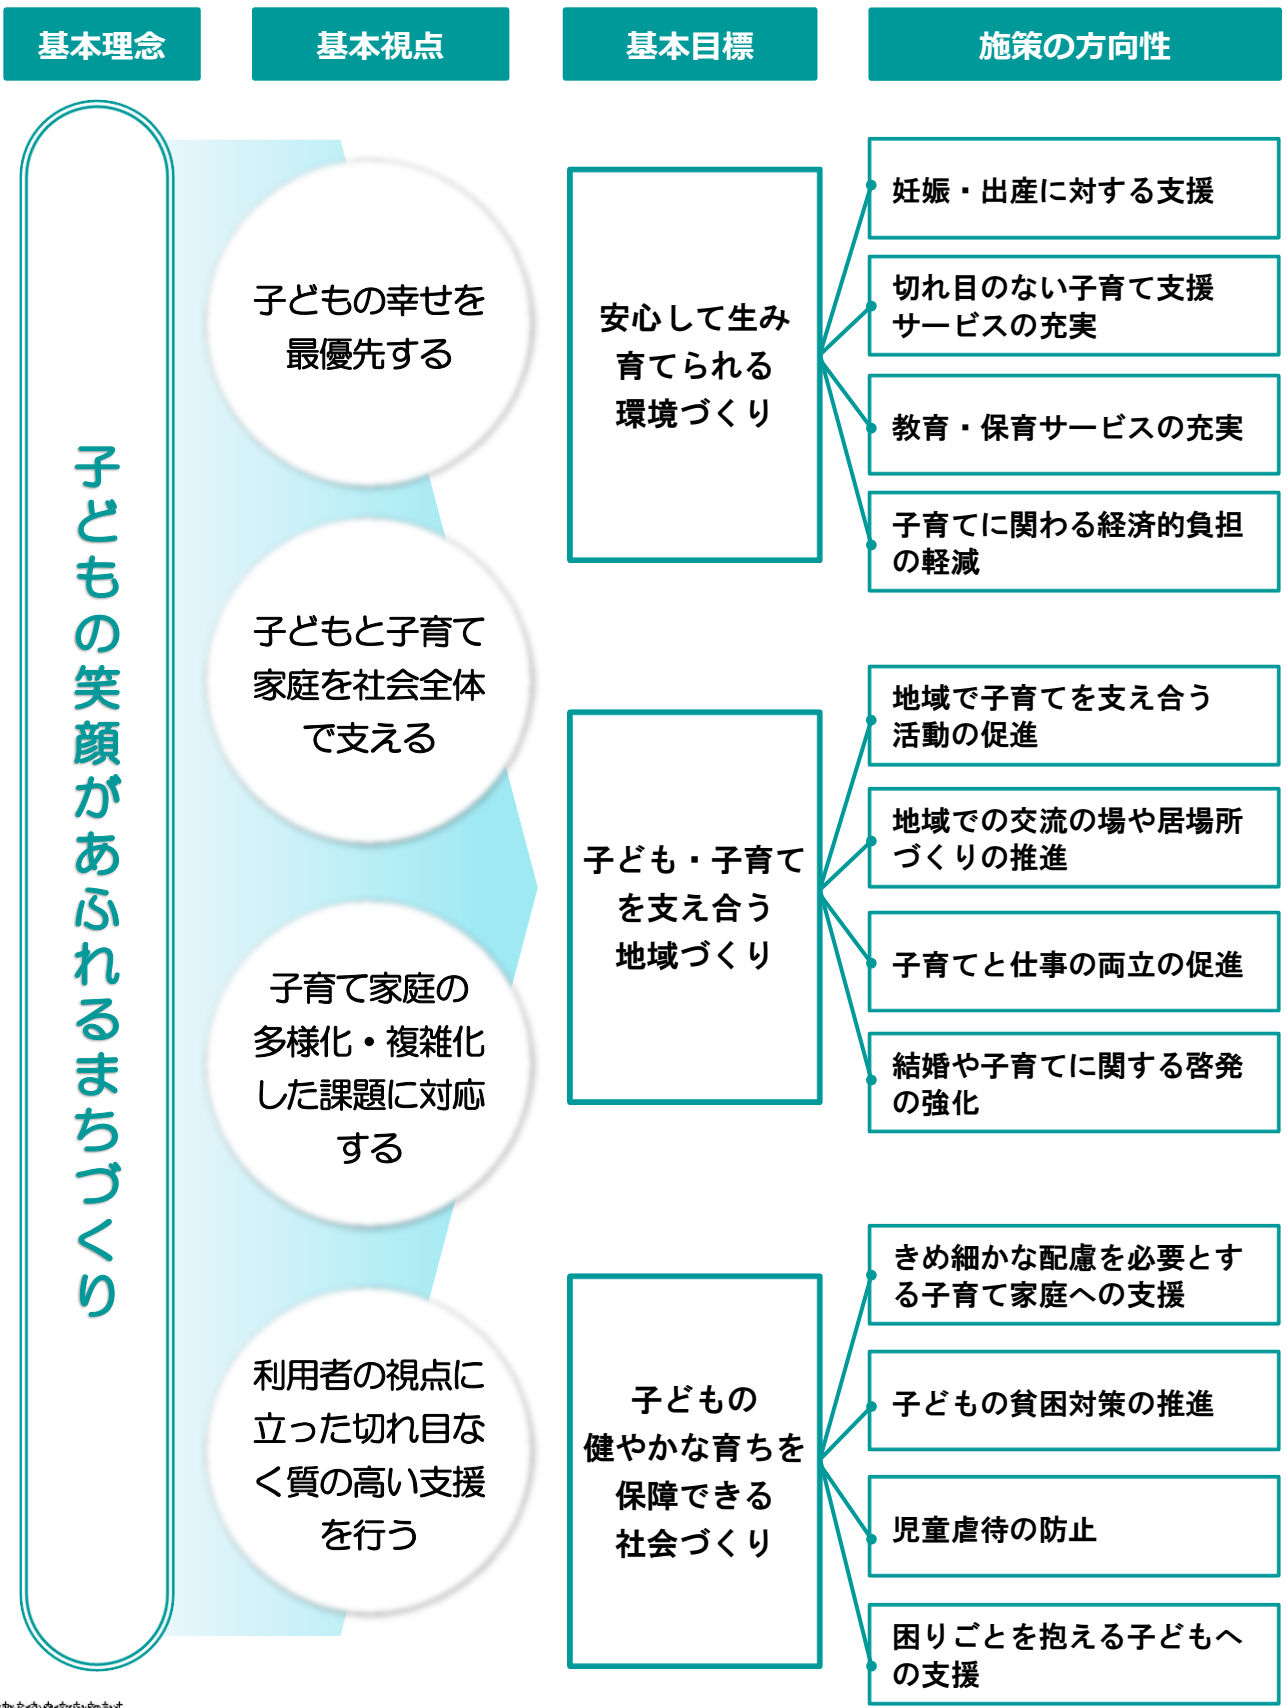 基本理念
基本視点
基本目標
施策の方向性
子どもの笑顔があふれるまちづくり
子どもの幸せを
最優先する
子どもと子育て
家庭を社会全体
で支える
子育て家庭の
多様化・複雑化
した課題に対応
する
利用者の視点に
立った切れ目な
く質の高い支援
を行う
安心して生み
育てられる
環境づくり
妊娠・出産に対する支援
切れ目のない子育て支援
サービスの充実
教育・保育サービスの充実
子育てに関わる経済的負担
の軽減
子ども・子育て
を支え合う
地域づくり
地域で子育てを支え合う
活動の促進
地域での交流の場や居場所
づくりの推進
子育てと仕事の両立の促進
結婚や子育てに関する啓発
の強化
子どもの
健やかな育ちを
保障できる
社会づくり
きめ細かな配慮を必要とす
る子育て家庭への支援
子どもの貧困対策の推進
児童虐待の防止
困りごとを抱える子どもへ
の支援